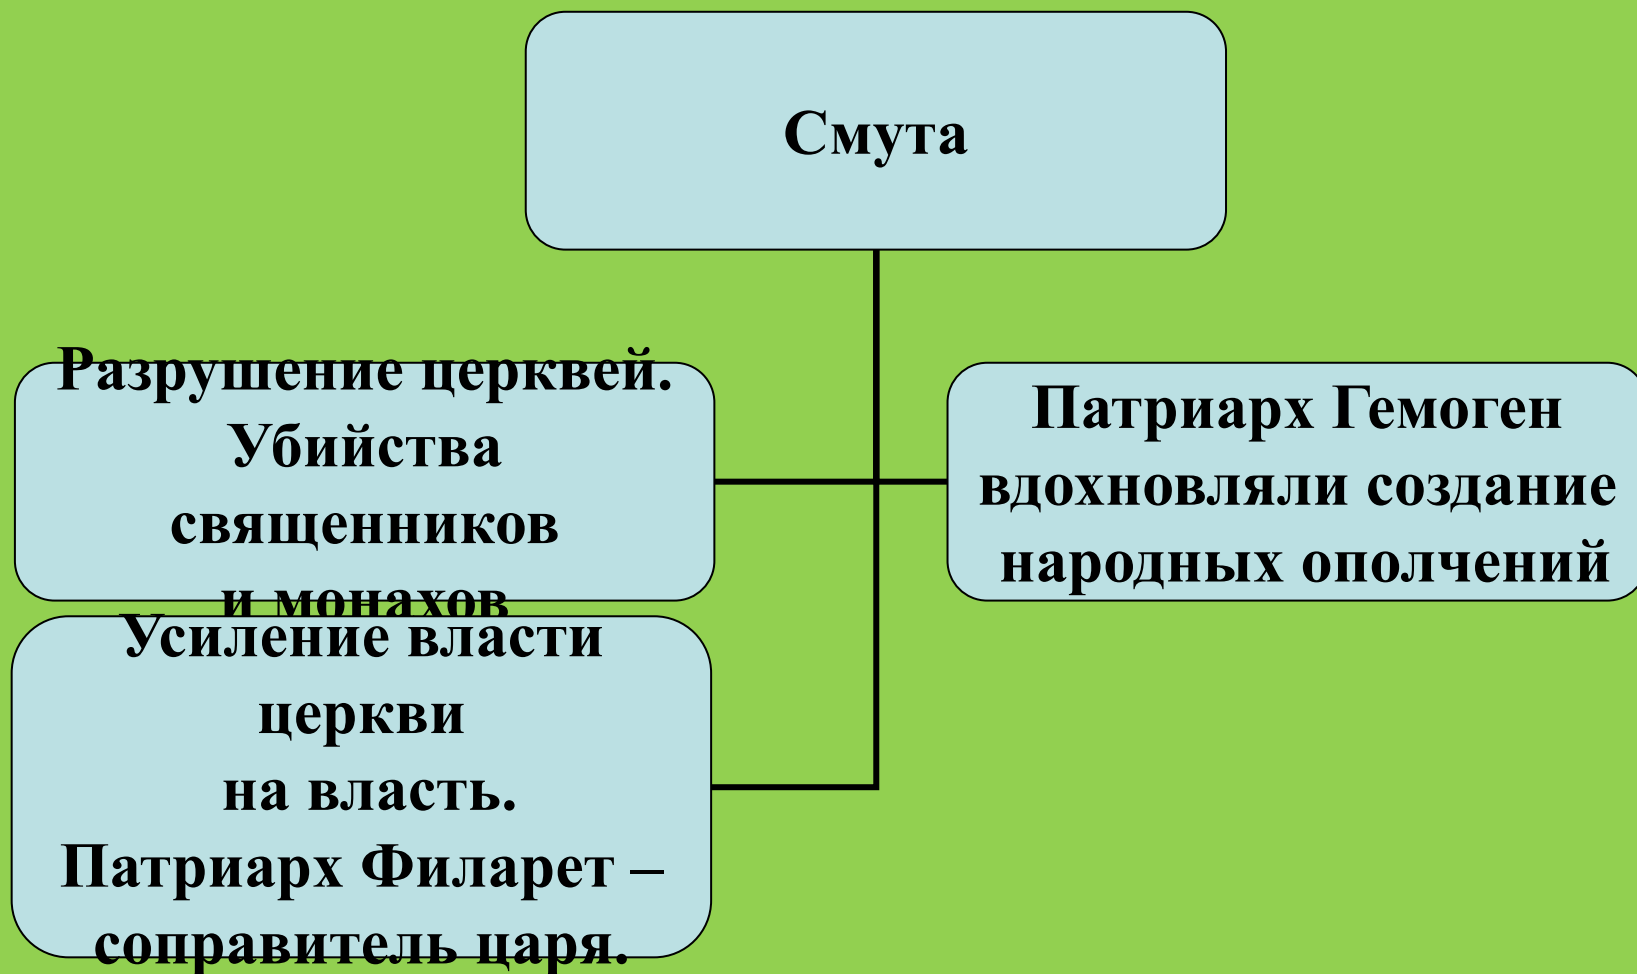 Смута
Разрушение церквей.
Убийства
священников
и монахов
Патриарх Гемоген
вдохновляли создание
народных ополчений
Усиление власти
церкви
на власть.
Патриарх Филарет –
соправитель царя.